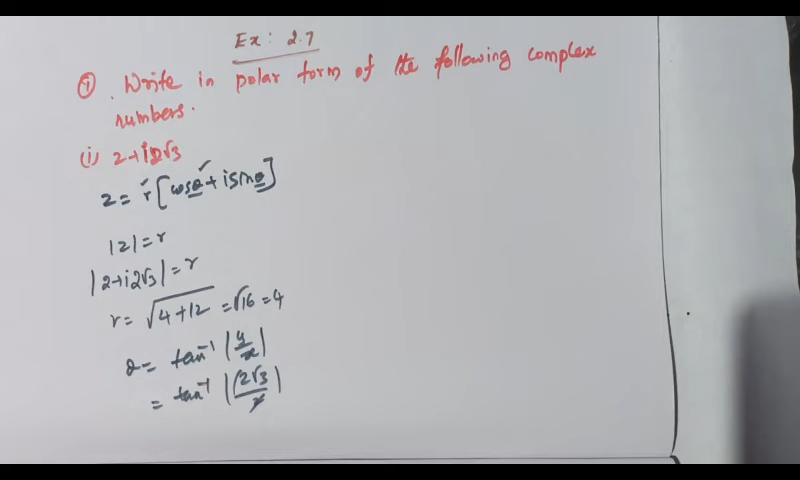 Ex: 2.7
① Write in polar form of the following complex
numbers.
(i) 2+i2√3
z = r[cosθ + i sinθ]
|z| = r
|2+i2√3| = r
r = √4+12 = √16 = 4
α = tan⁻¹ |y/x|
= tan⁻¹ |2√3/2|